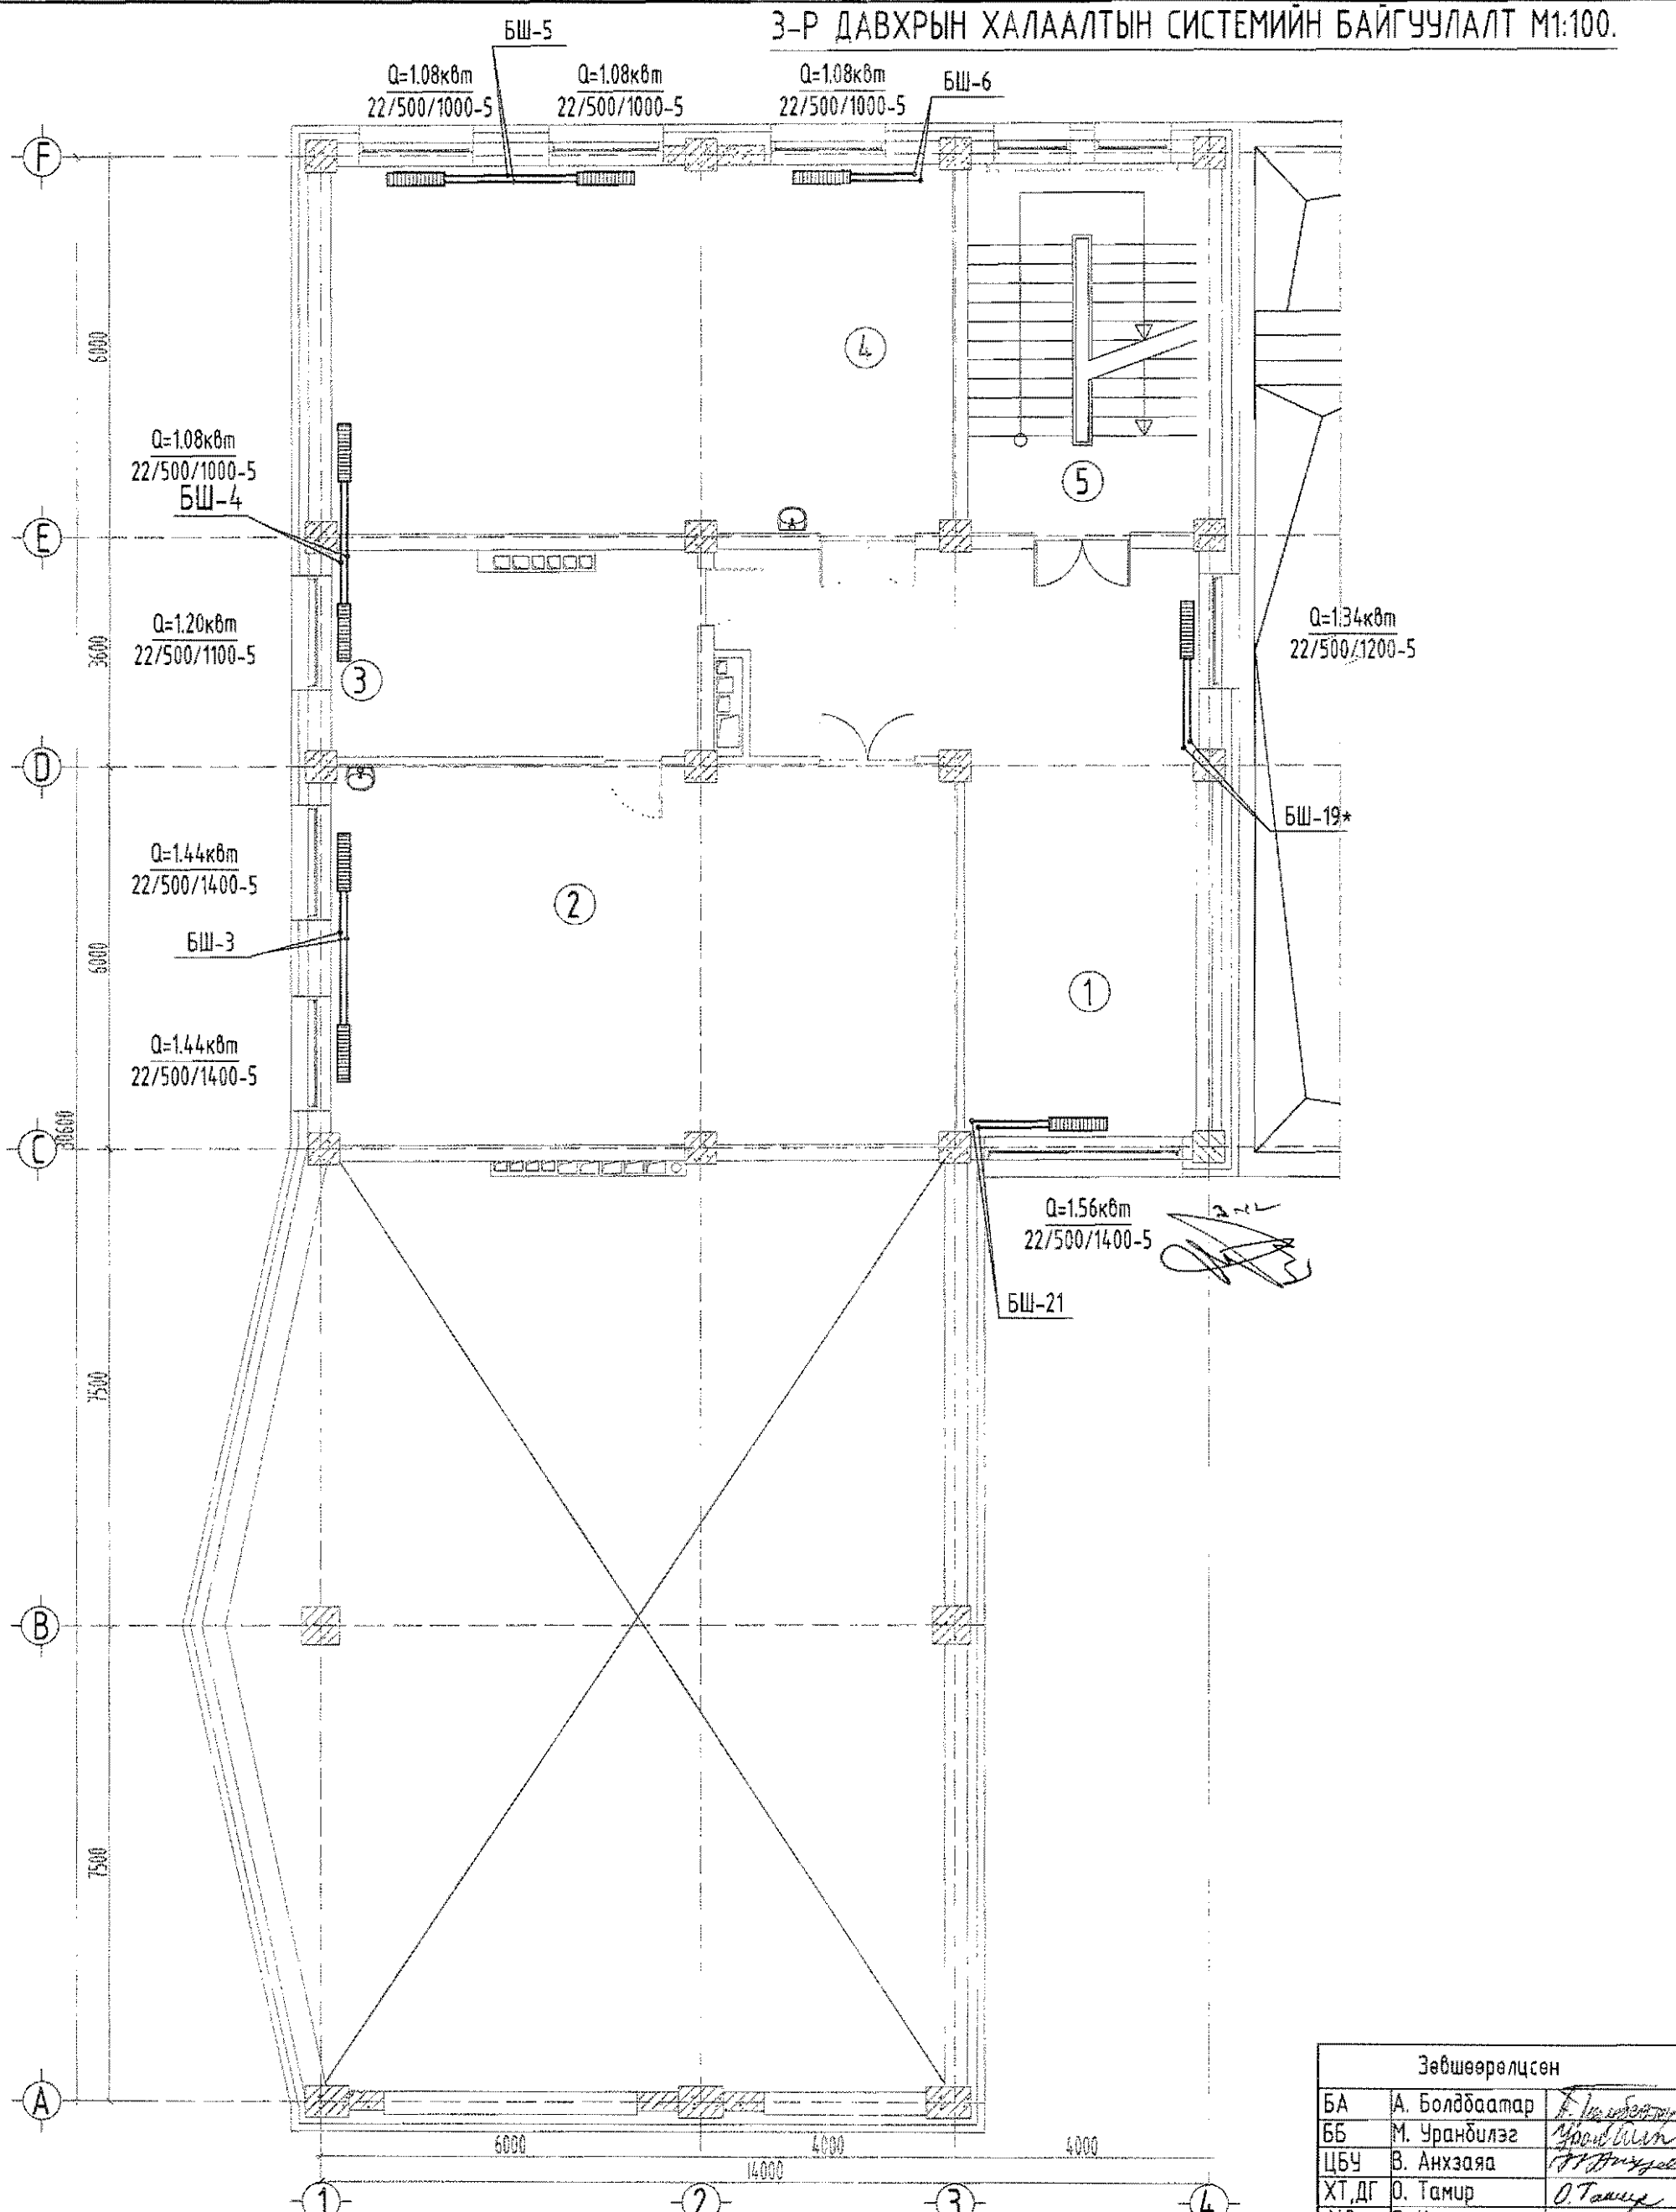 3-Р ДАВХРЫН ХАЛААЛТЫН СИСТЕМИЙН БАЙГУУЛАЛТ М1:100.
БШ-5
Q=1.08квт
22/500/1000-5
Q=1.08квт
22/500/1000-5
Q=1.08квт
22/500/1000-5
БШ-6
F
6000
4
Q=1.08квт
22/500/1000-5
БШ-4
5
E
Q=1.20квт
22/500/1100-5
3600
3
Q=1.34квт
22/500/1200-5
D
БШ-19*
Q=1.44квт
22/500/1400-5
2
БШ-3
6000
1
Q=1.44квт
22/500/1400-5
30600
C
Q=1.56квт
22/500/1400-5
БШ-21
7500
B
7500
A
6000
4000
4000
14000
1
2
3
4
Зөвшөөрөлцсөн
БА А. Болдбаатар
ББ М. Уранбилэг
ЦБУ В. Анхзаяа
ХТ,ДГ О. Тамир О. Тамир